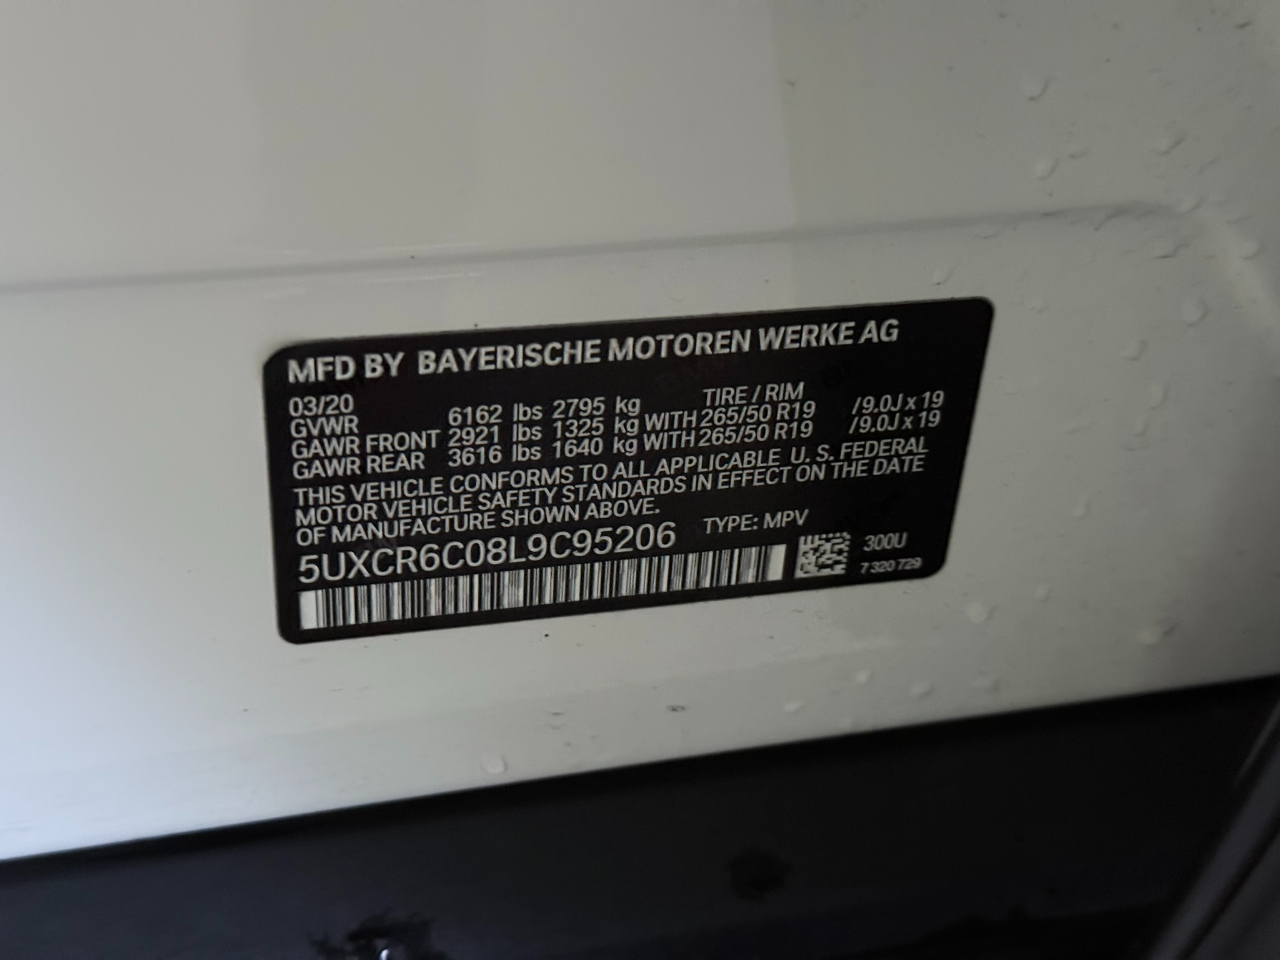 MFD BY BAYERISCHE MOTOREN WERKE AG
03/20 TIRE / RIM
GVWR 6162 lbs 2795 kg
GAWR FRONT 2921 lbs 1325 kg WITH 265/50 R19 /9.0J x 19
GAWR REAR 3616 lbs 1640 kg WITH 265/50 R19 /9.0J x 19
THIS VEHICLE CONFORMS TO ALL APPLICABLE U. S. FEDERAL
MOTOR VEHICLE SAFETY STANDARDS IN EFFECT ON THE DATE
OF MANUFACTURE SHOWN ABOVE.
5UXCR6C08L9C95206 TYPE: MPV
300U
7 320 729